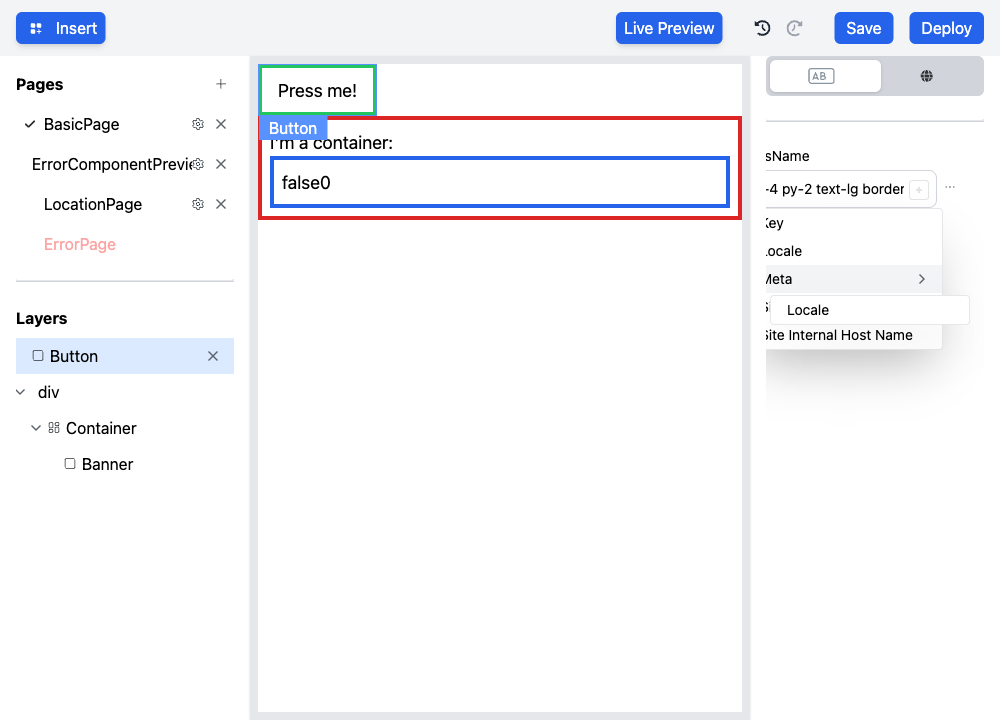 Insert
Live Preview
Save
Deploy
Pages
BasicPage
ErrorComponentPrevie
LocationPage
ErrorPage
Layers
Button
div
Container
Banner
Press me!
Button
I'm a container:
false0
AB
sName
-4 py-2 text-lg border
Key
Locale
Meta
Locale
Site Internal Host Name